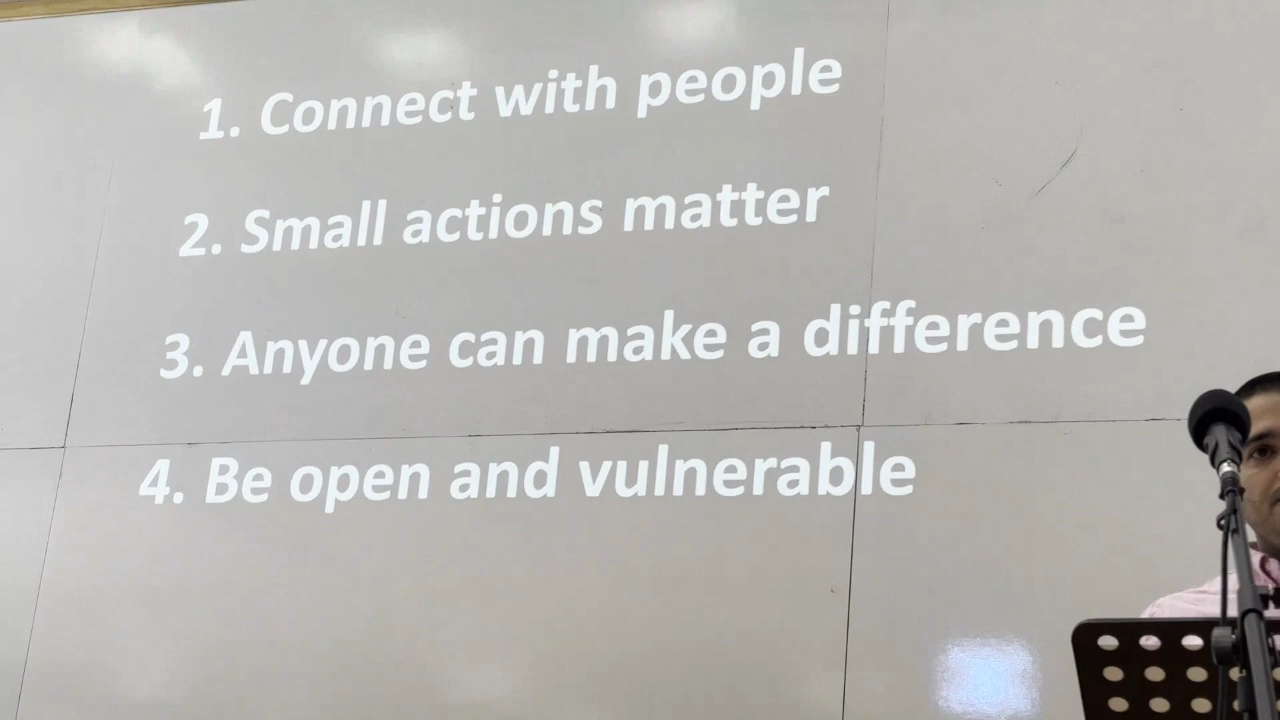 1. Connect with people
2. Small actions matter
3. Anyone can make a difference
4. Be open and vulnerable